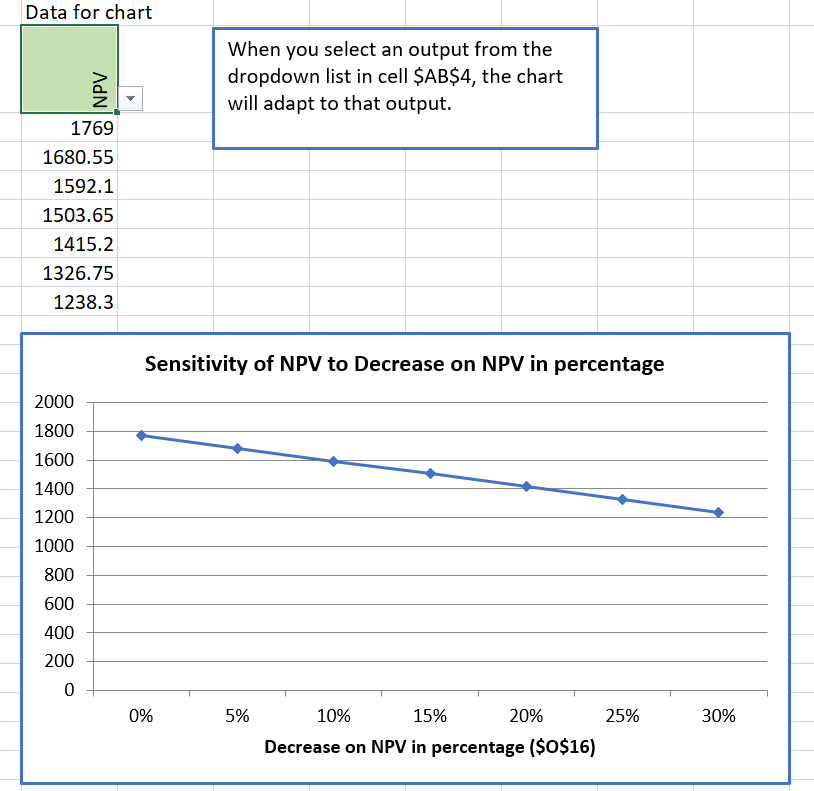 Data for chart
NPV
When you select an output from the
dropdown list in cell $AB$4, the chart
will adapt to that output.
1769
1680.55
1592.1
1503.65
1415.2
1326.75
1238.3
Sensitivity of NPV to Decrease on NPV in percentage
2000
1800
1600
1400
1200
1000
800
600
400
200
0
0% 5% 10% 15% 20% 25% 30%
Decrease on NPV in percentage ($O$16)